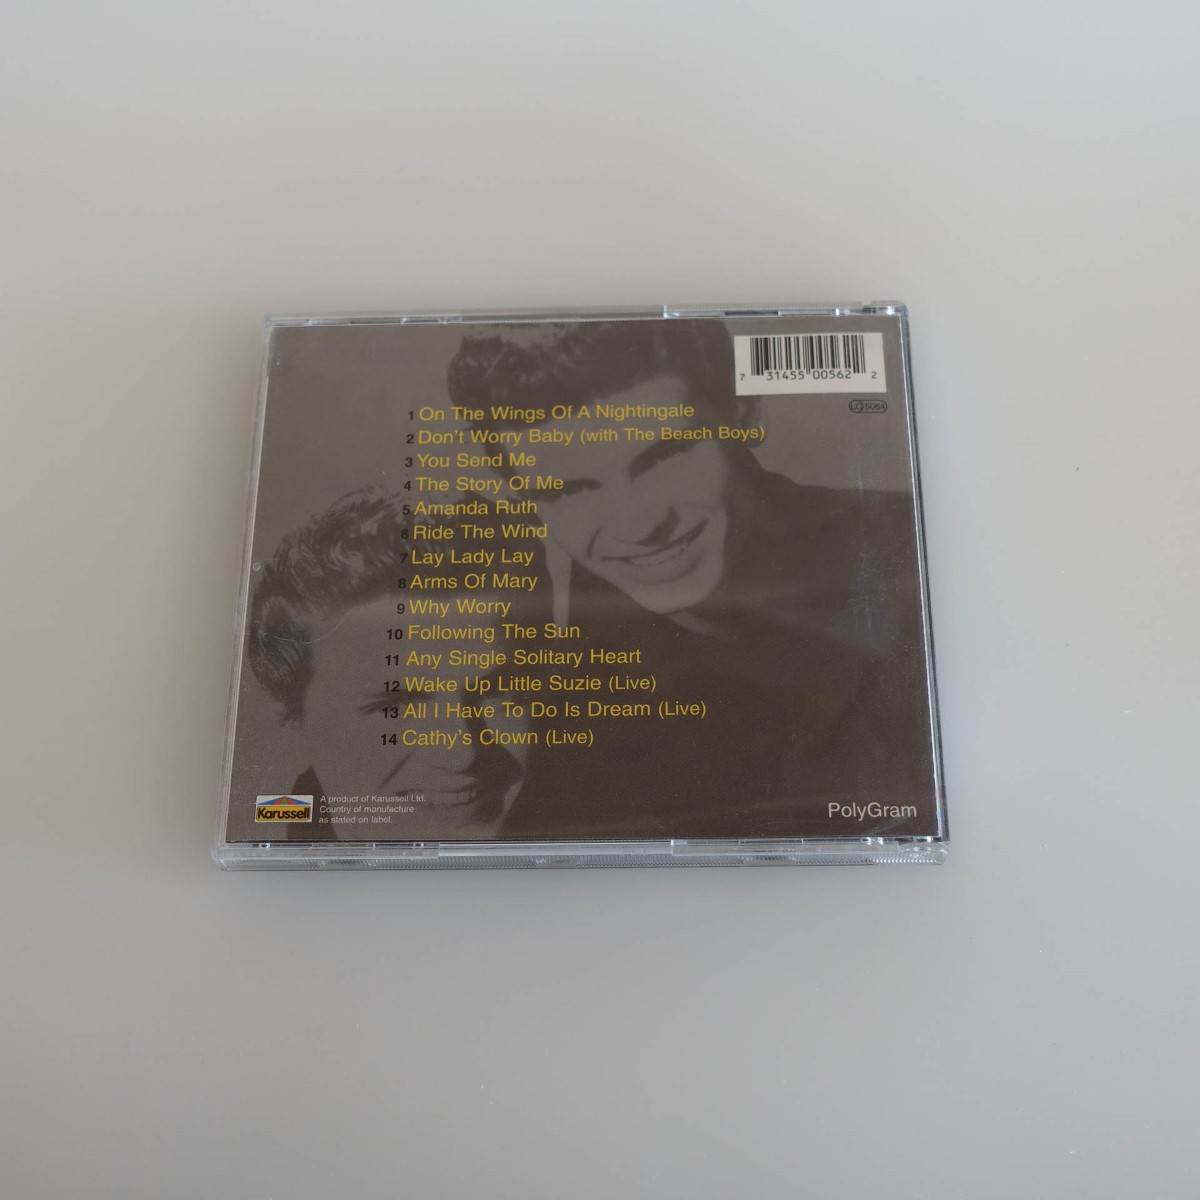 7 31455 00562 2
LC 5064
1 On The Wings Of A Nightingale
2 Don't Worry Baby (with The Beach Boys)
3 You Send Me
4 The Story Of Me
5 Amanda Ruth
6 Ride The Wind
7 Lay Lady Lay
8 Arms Of Mary
9 Why Worry
10 Following The Sun
11 Any Single Solitary Heart
12 Wake Up Little Suzie (Live)
13 All I Have To Do Is Dream (Live)
14 Cathy's Clown (Live)
Karussell
A product of Karussell Ltd.
Country of manufacture
as stated on label.
PolyGram